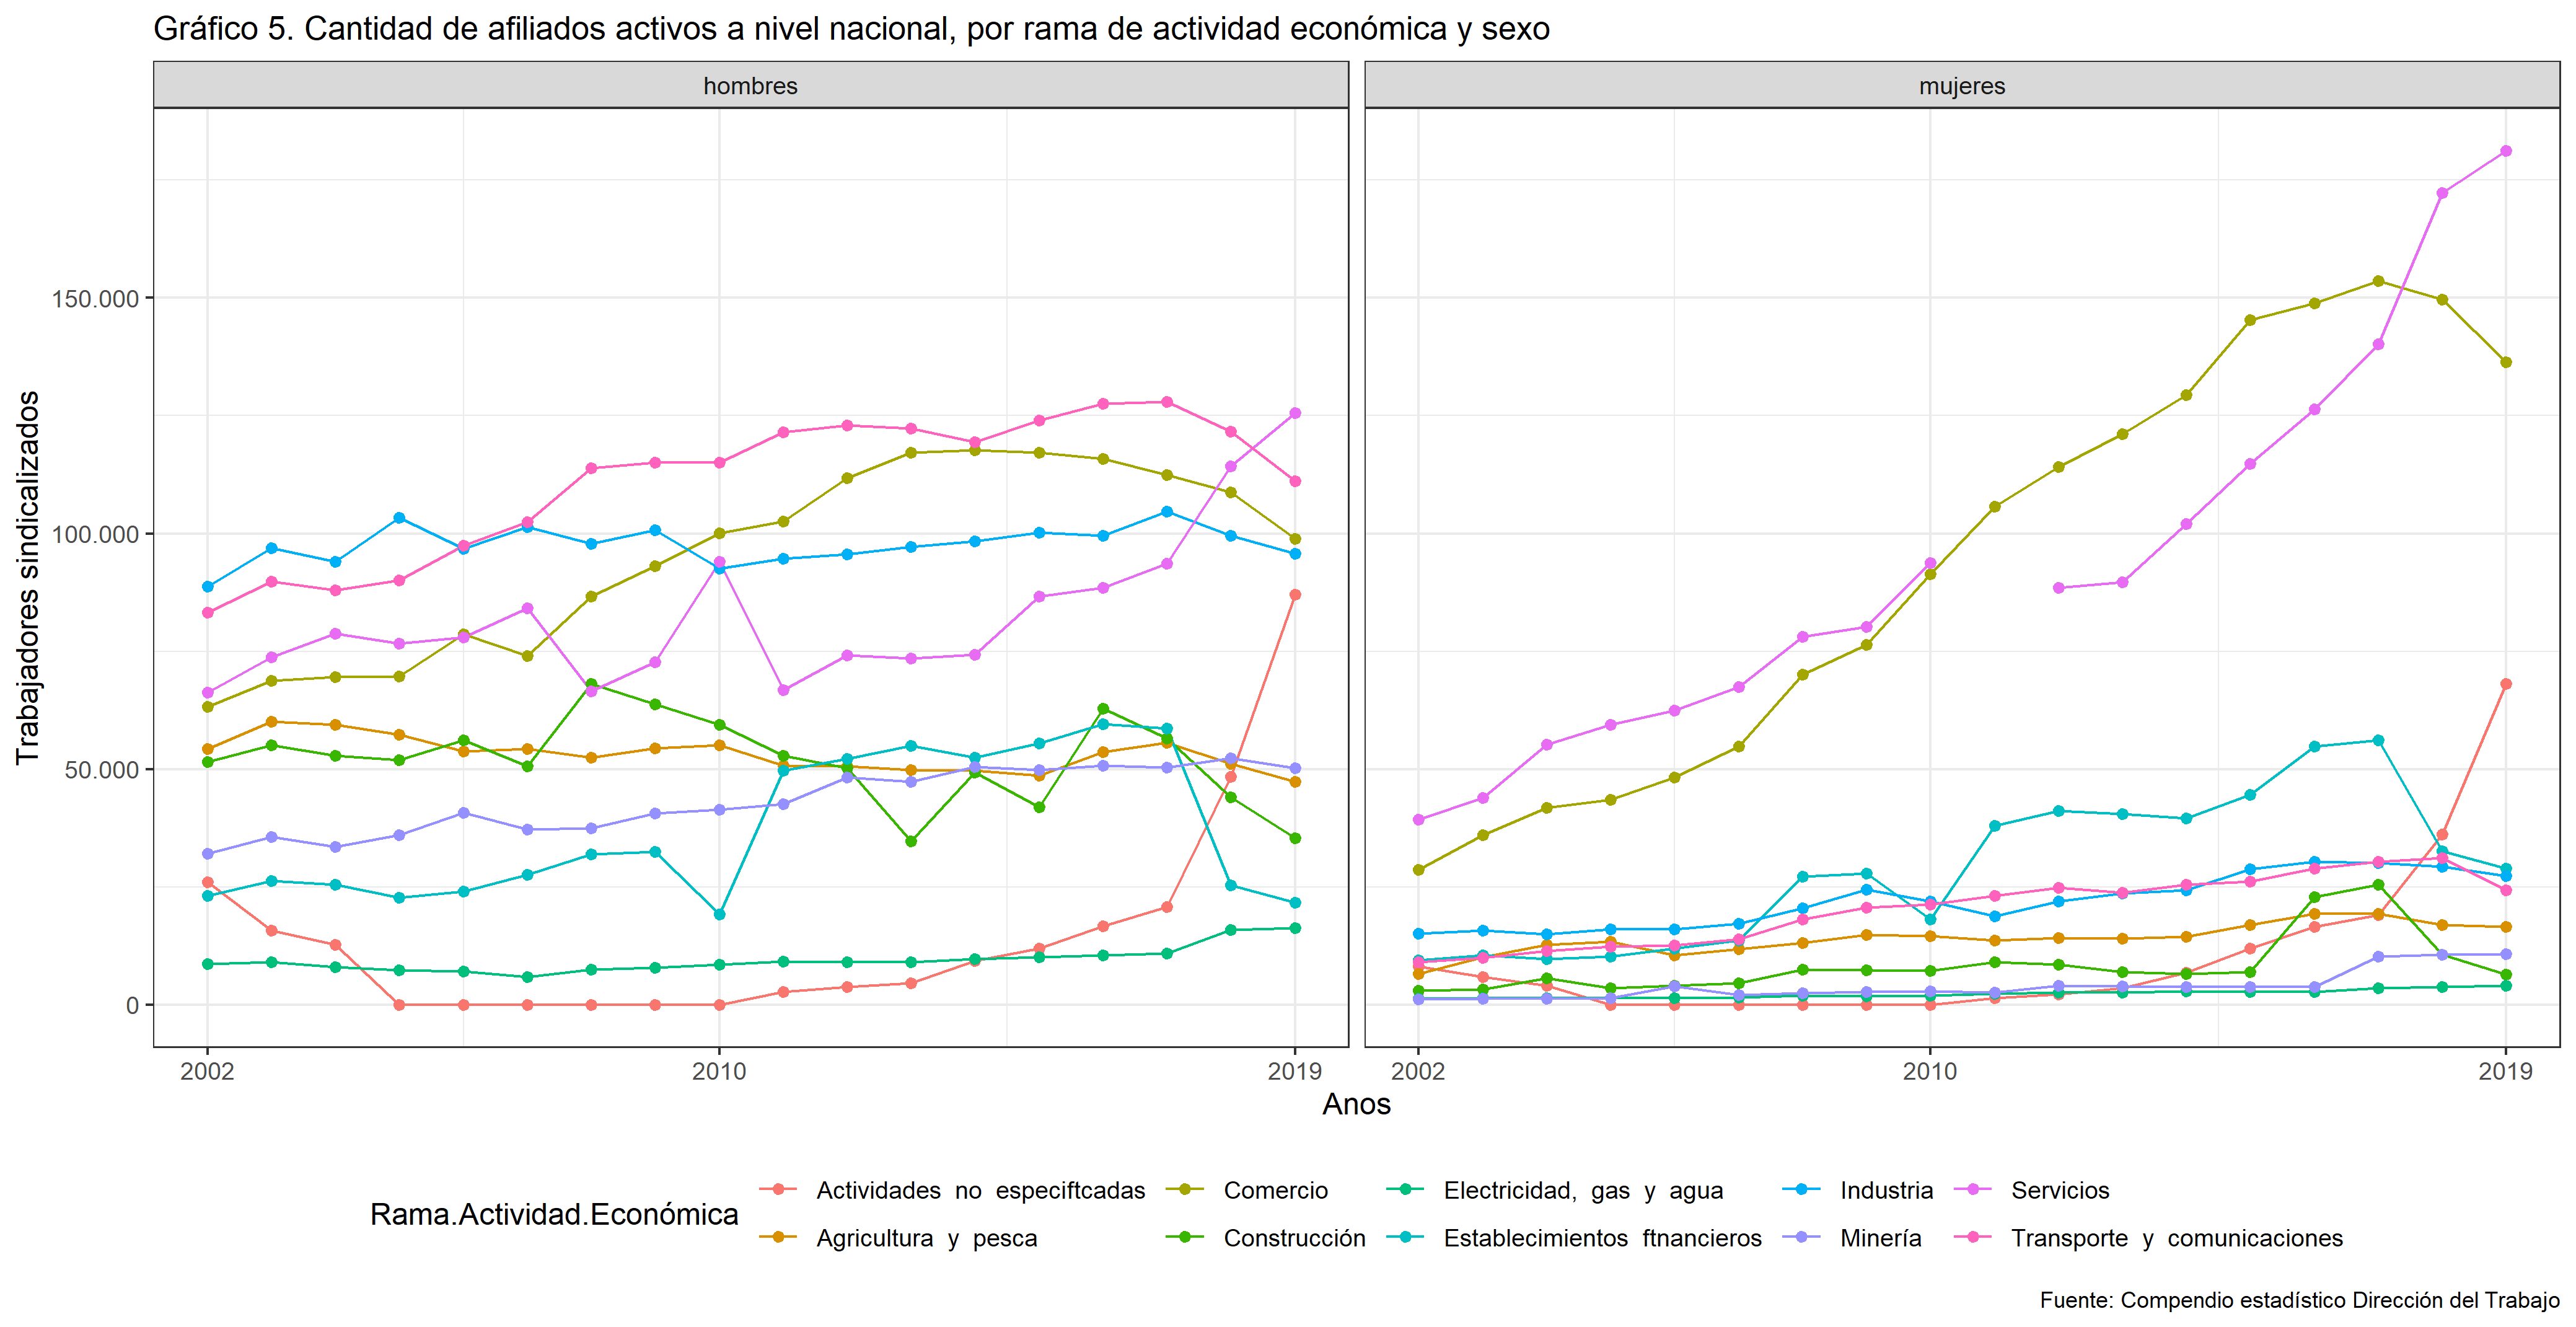 Gráfico 5. Cantidad de afiliados activos a nivel nacional, por rama de actividad económica y sexo
hombres
mujeres
Trabajadores sindicalizados
150.000
100.000
50.000
0
2002
2010
2019
2002
2010
2019
Anos
Rama.Actividad.Económica
Actividades no especiftcadas
Comercio
Electricidad, gas y agua
Industria
Servicios
Agricultura y pesca
Construcción
Establecimientos ftnancieros
Minería
Transporte y comunicaciones
Fuente: Compendio estadístico Dirección del Trabajo